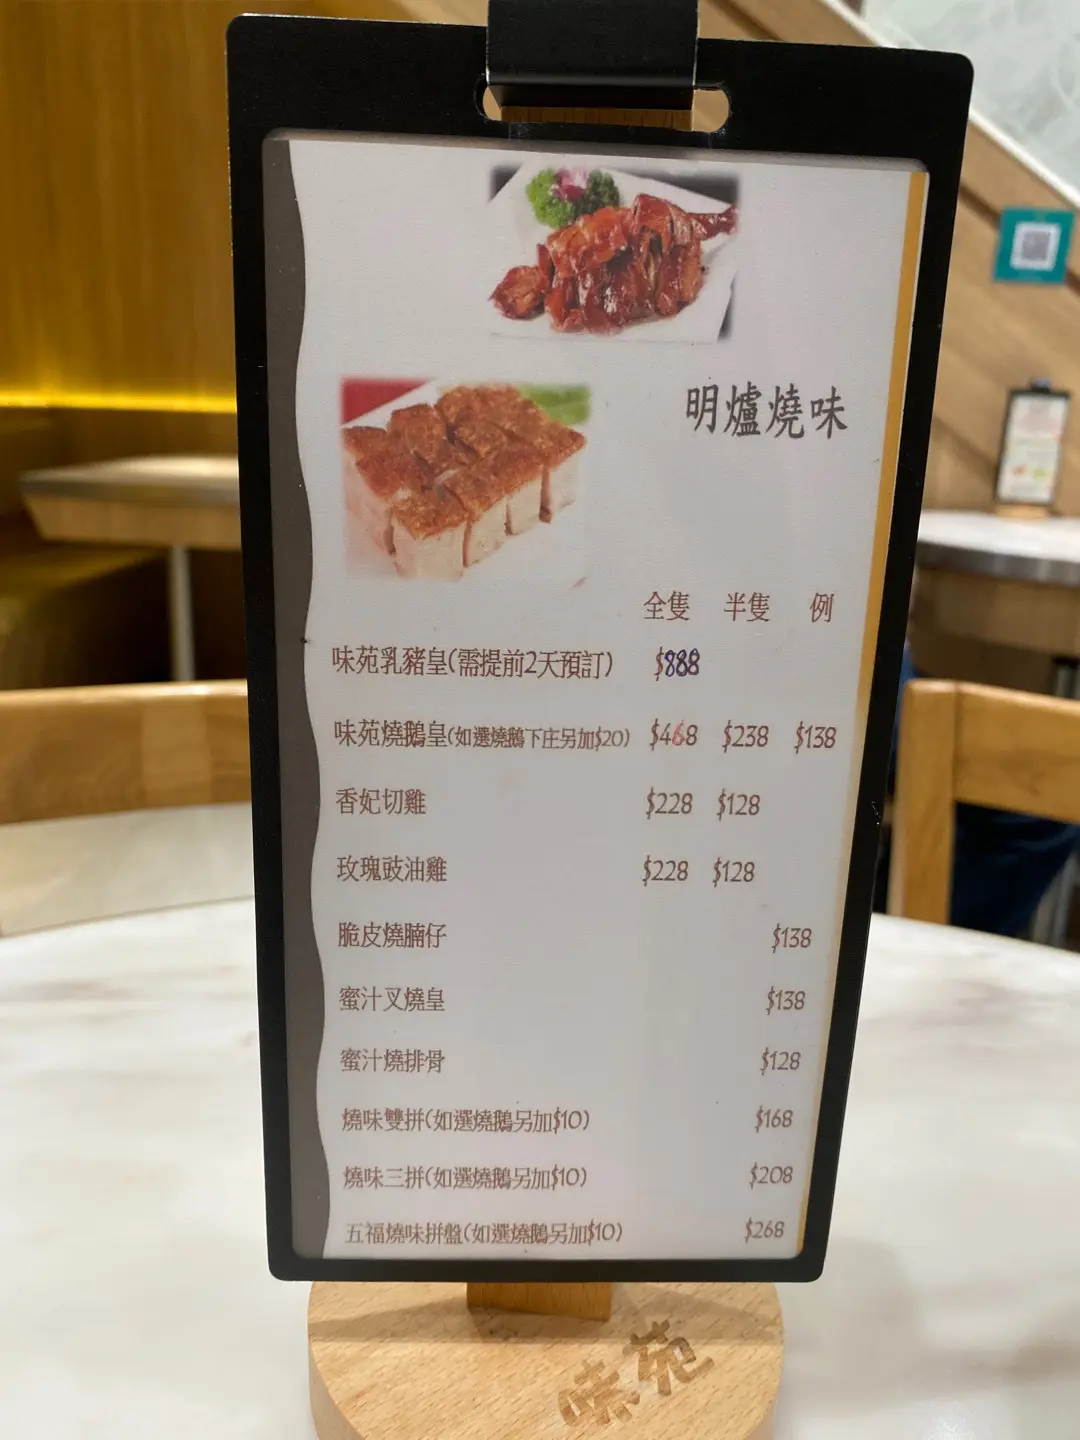 明爐燒味
全隻 半隻 例
味苑乳豬皇(需提前2天預訂) $888
味苑燒鵝皇(如選燒鵝下庄另加$20) $468 $238 $138
香妃切雞 $228 $128
玫瑰豉油雞 $228 $128
脆皮燒腩仔 $138
蜜汁叉燒皇 $138
蜜汁燒排骨 $128
燒味雙拼(如選燒鵝另加$10) $168
燒味三拼(如選燒鵝另加$10) $208
五福燒味拼盤(如選燒鵝另加$10) $268
味苑